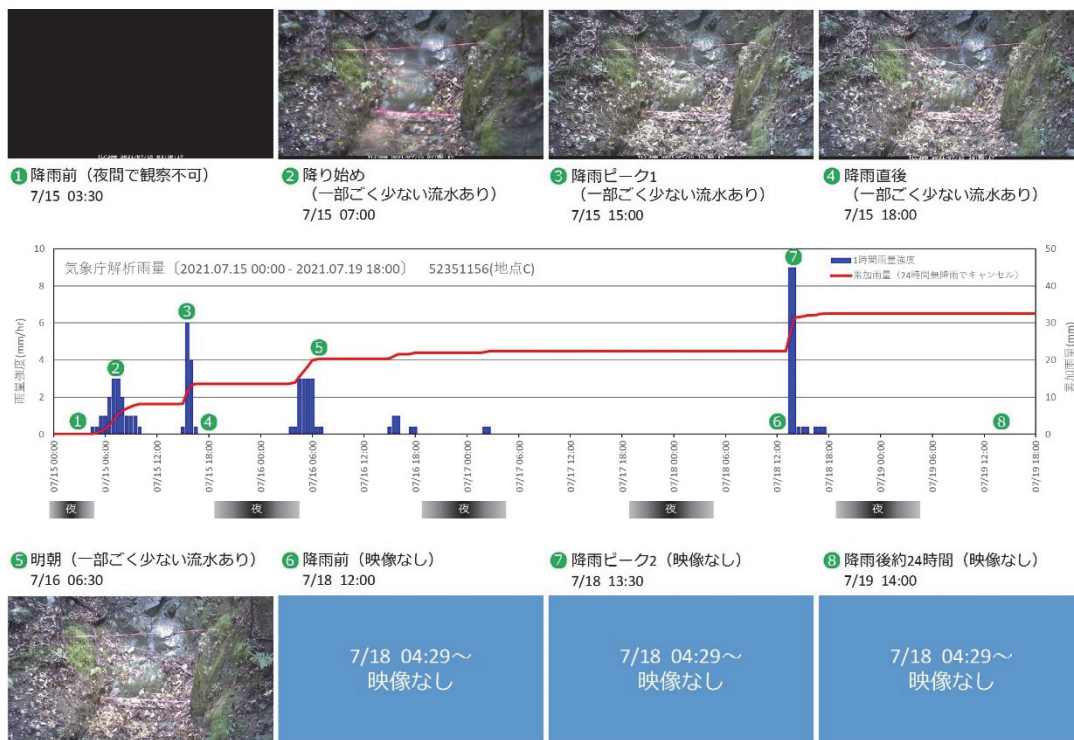 ❶降雨前（夜間で観察不可）
7/15 03:30
❷降り始め
（一部ごく少ない流水あり）
7/15 07:00
❸降雨ピーク1
（一部ごく少ない流水あり）
7/15 15:00
❹降雨直後
（一部ごく少ない流水あり）
7/15 18:00
気象庁解析雨量〔2021.07.15 00:00 - 2021.07.19 18:00〕 52351156(地点C)
1時間雨量強度
累加雨量（24時間無降雨でキャンセル）
雨量強度(mm/hr)
10
8
6
4
2
0
累加雨量(mm)
50
40
30
20
10
0
❶
❷
❸
❹
❺
❻
❼
❽
07/15 00:00
07/15 06:00
07/15 12:00
07/15 18:00
07/16 00:00
07/16 06:00
07/16 12:00
07/16 18:00
07/17 00:00
07/17 06:00
07/17 12:00
07/17 18:00
07/18 00:00
07/18 06:00
07/18 12:00
07/18 18:00
07/19 00:00
07/19 06:00
07/19 12:00
07/19 18:00
夜 夜 夜 夜 夜
❺明朝（一部ごく少ない流水あり）
7/16 06:30
❻降雨前（映像なし）
7/18 12:00
❼降雨ピーク2（映像なし）
7/18 13:30
❽降雨後約24時間（映像なし）
7/19 14:00
7/18 04:29～
映像なし
7/18 04:29～
映像なし
7/18 04:29～
映像なし